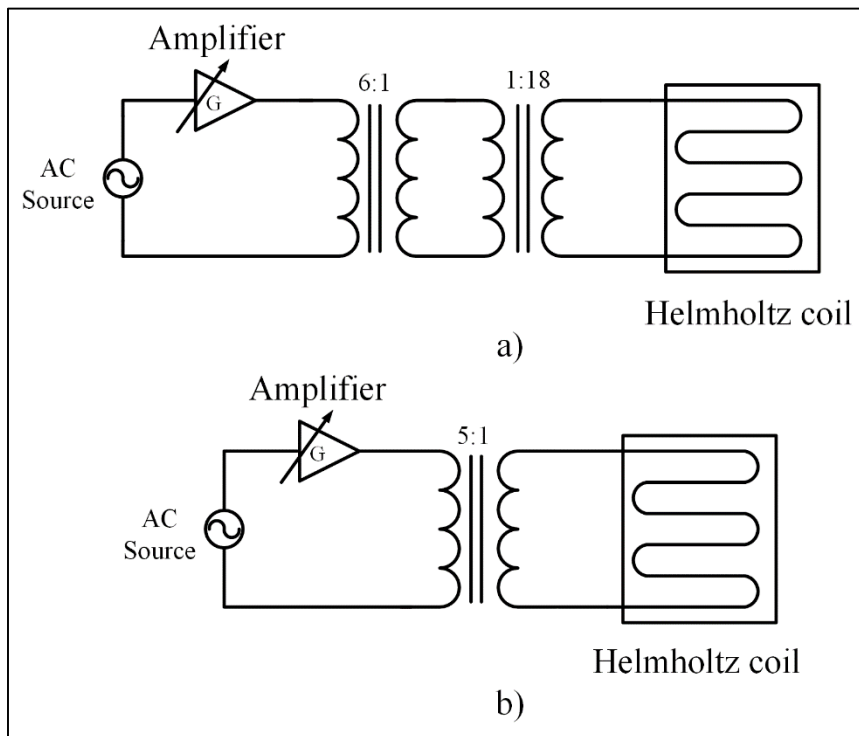 Amplifier
G
6:1
1:18
AC
Source
Helmholtz coil
a)
Amplifier
G
5:1
AC
Source
Helmholtz coil
b)